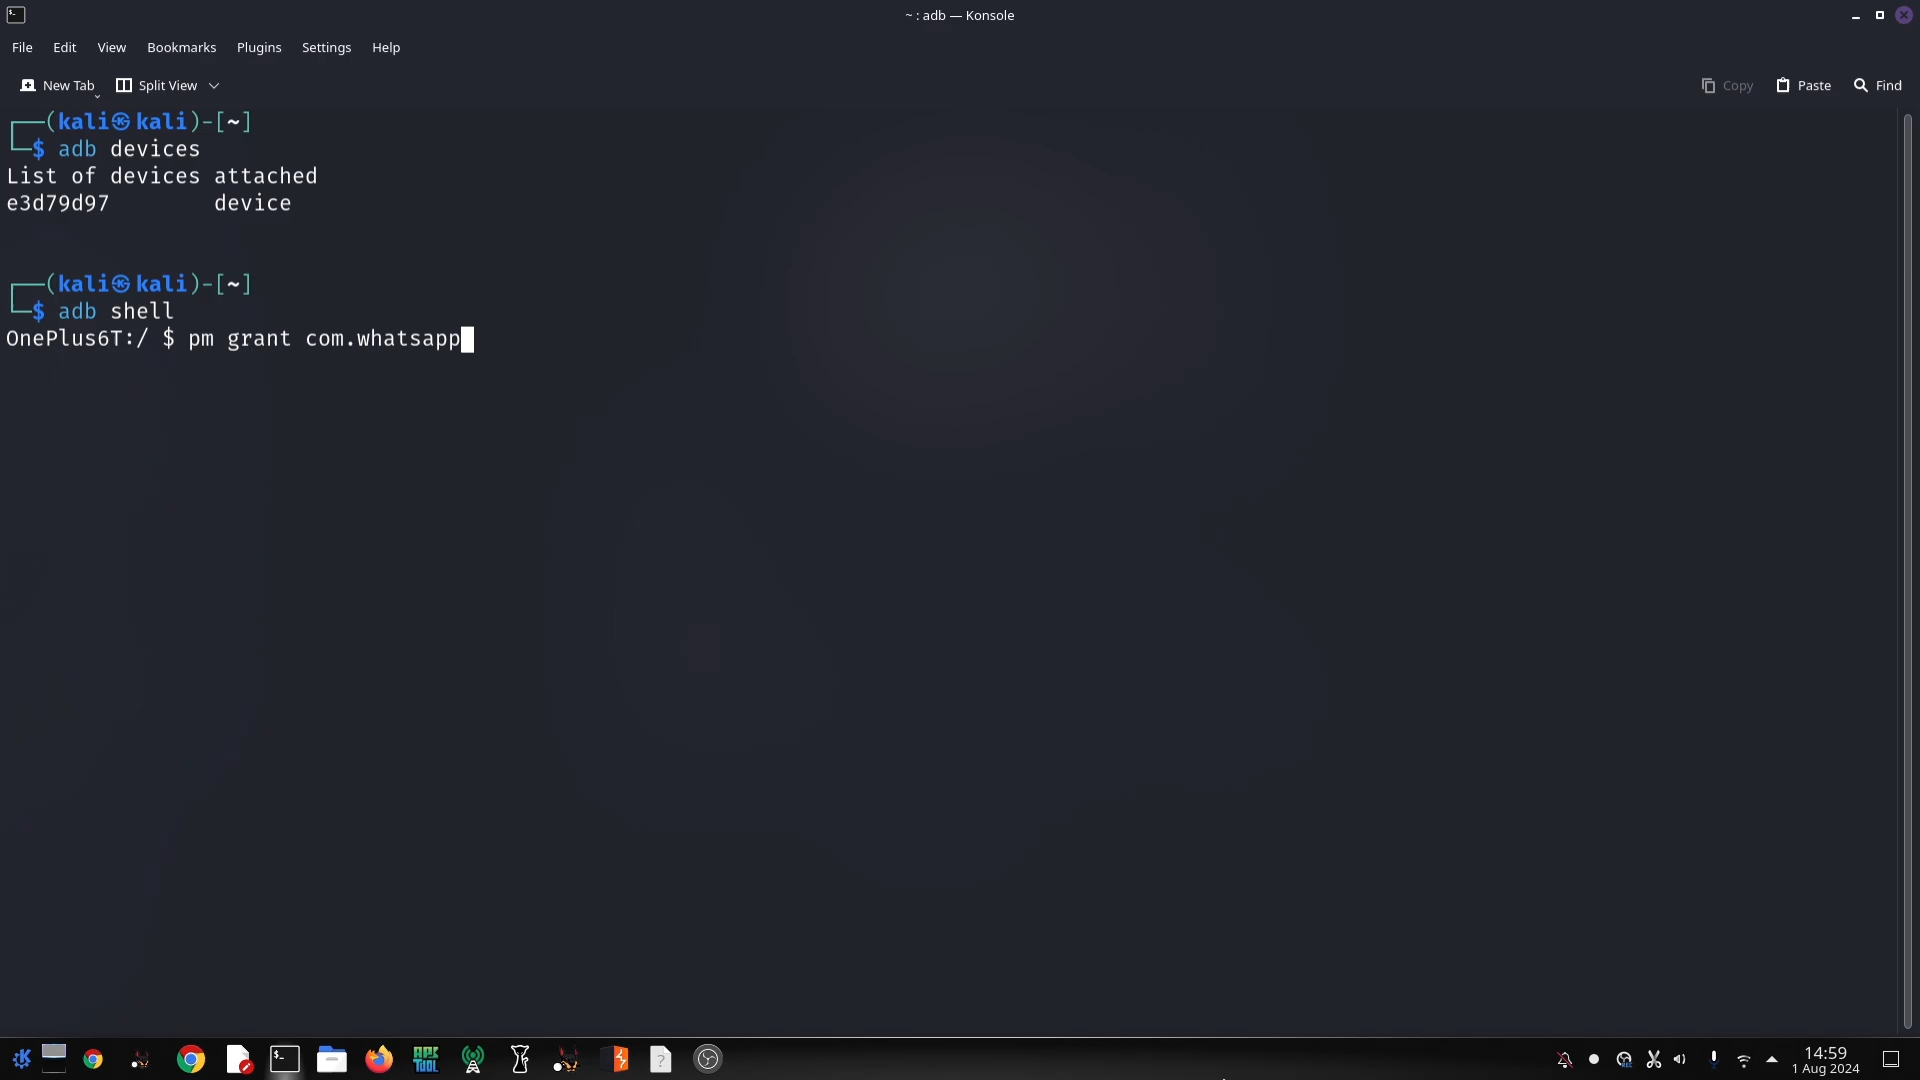 ~ : adb — Konsole
File Edit View Bookmarks Plugins Settings Help
New Tab Split View Copy Paste Find
┌──(kali㉿kali)-[~]
└─$ adb devices
List of devices attached
e3d79d97 device
┌──(kali㉿kali)-[~]
└─$ adb shell
OnePlus6T:/ $ pm grant com.whatsapp
APK
TOOL
14:59
1 Aug 2024